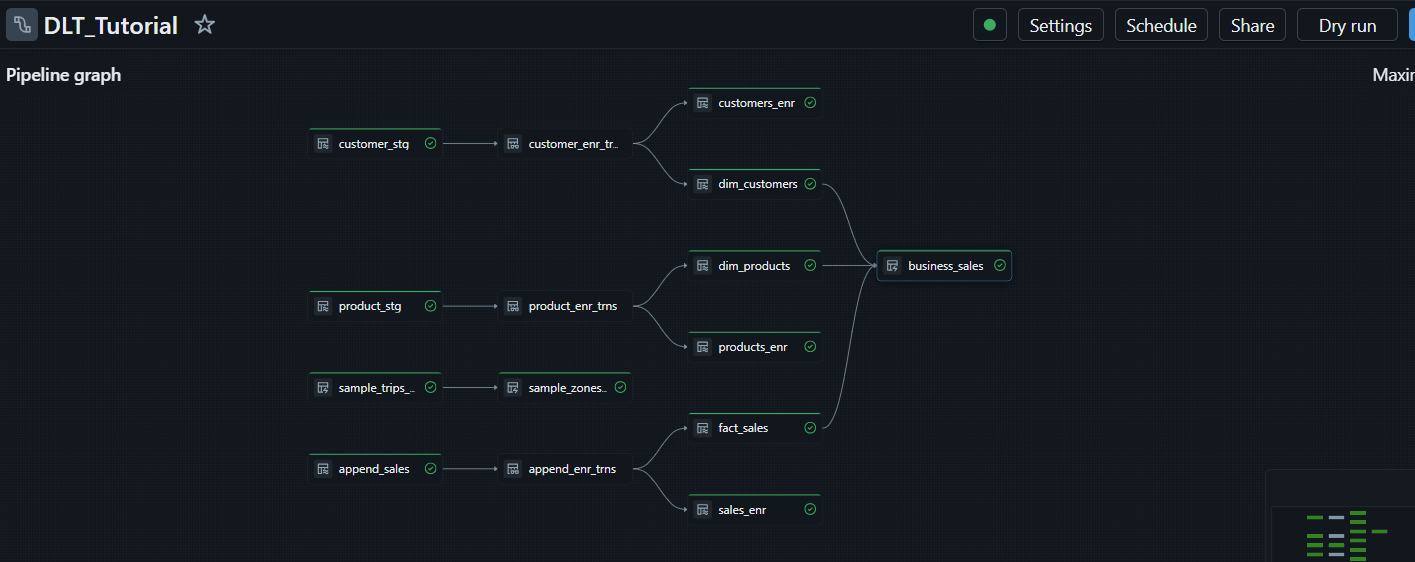 DLT_Tutorial
Settings
Schedule
Share
Dry run
Pipeline graph
Maxin
customers_enr
customer_stg
customer_enr_tr..
dim_customers
dim_products
business_sales
product_stg
product_enr_trns
products_enr
sample_trips_..
sample_zones..
fact_sales
append_sales
append_enr_trns
sales_enr